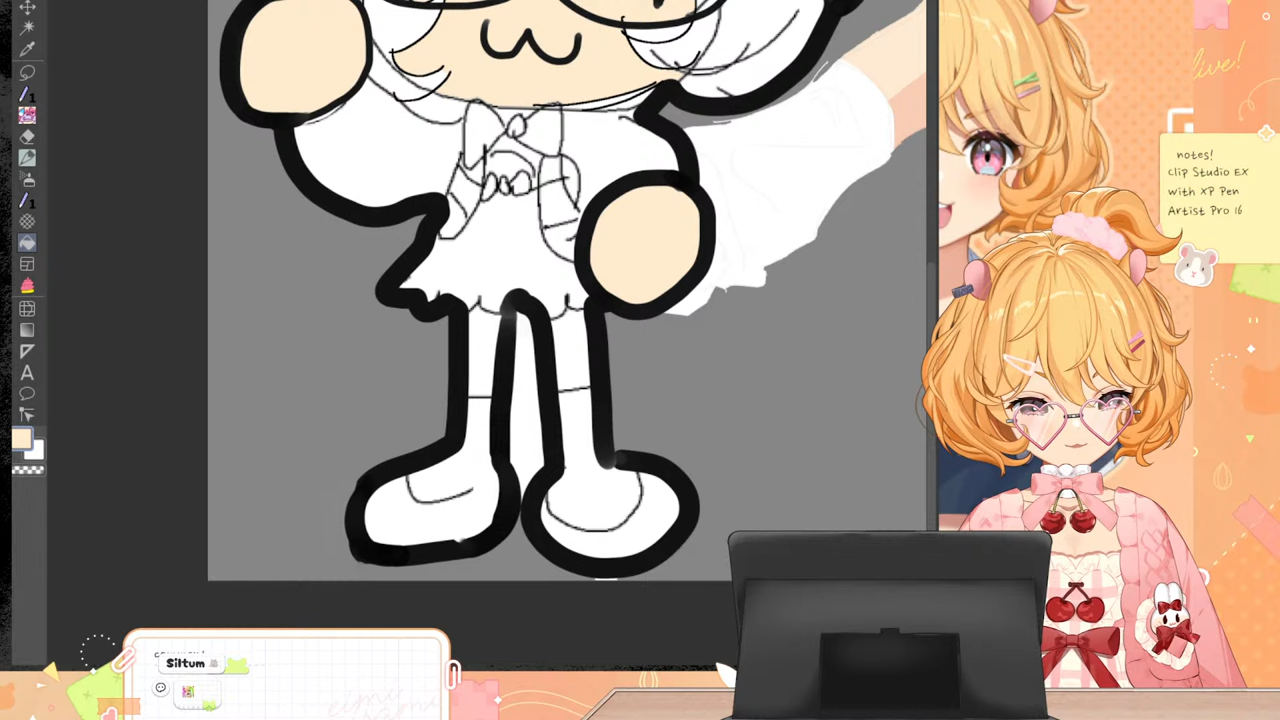 live!
notes!
Clip Studio EX
with XP Pen
Artist Pro 16
Siltum